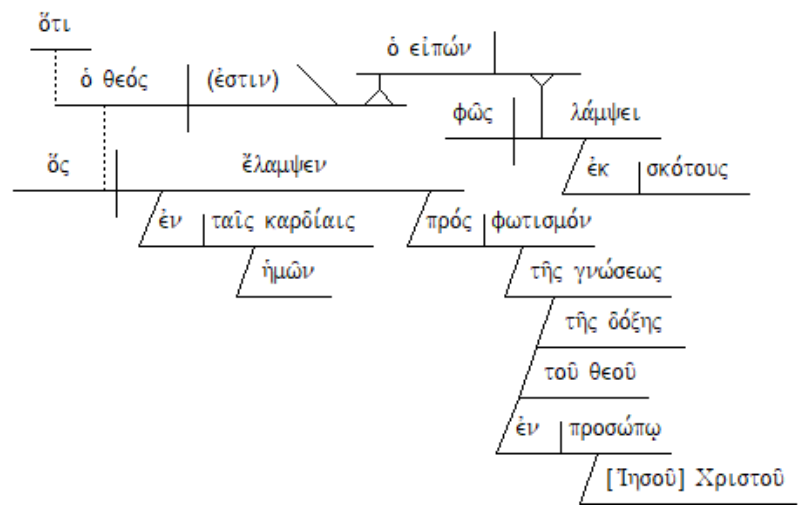 ὅτι
ὁ εἰπών
ὁ θεός (ἐστιν)
φῶς λάμψει
ὅς ἔλαμψεν
ἐκ σκότους
ἐν ταῖς καρδίαις πρός φωτισμόν
ἡμῶν τῆς γνώσεως
τῆς δόξης
τοῦ θεοῦ
ἐν προσώπῳ
[Ἰησοῦ] Χριστοῦ